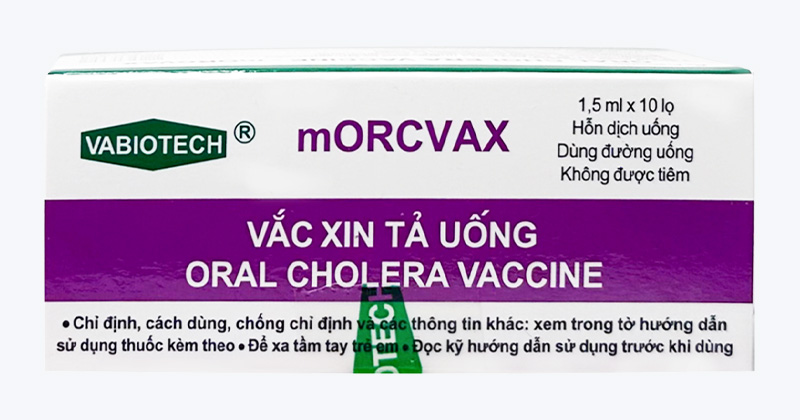 VABIOTECH ®
mORCVAX
1,5 ml x 10 lọ
Hỗn dịch uống
Dùng đường uống
Không được tiêm
VẮC XIN TẢ UỐNG
ORAL CHOLERA VACCINE
• Chỉ định, cách dùng, chống chỉ định và các thông tin khác: xem trong tờ hướng dẫn
sử dụng thuốc kèm theo • Để xa tầm tay trẻ em • Đọc kỹ hướng dẫn sử dụng trước khi dùng